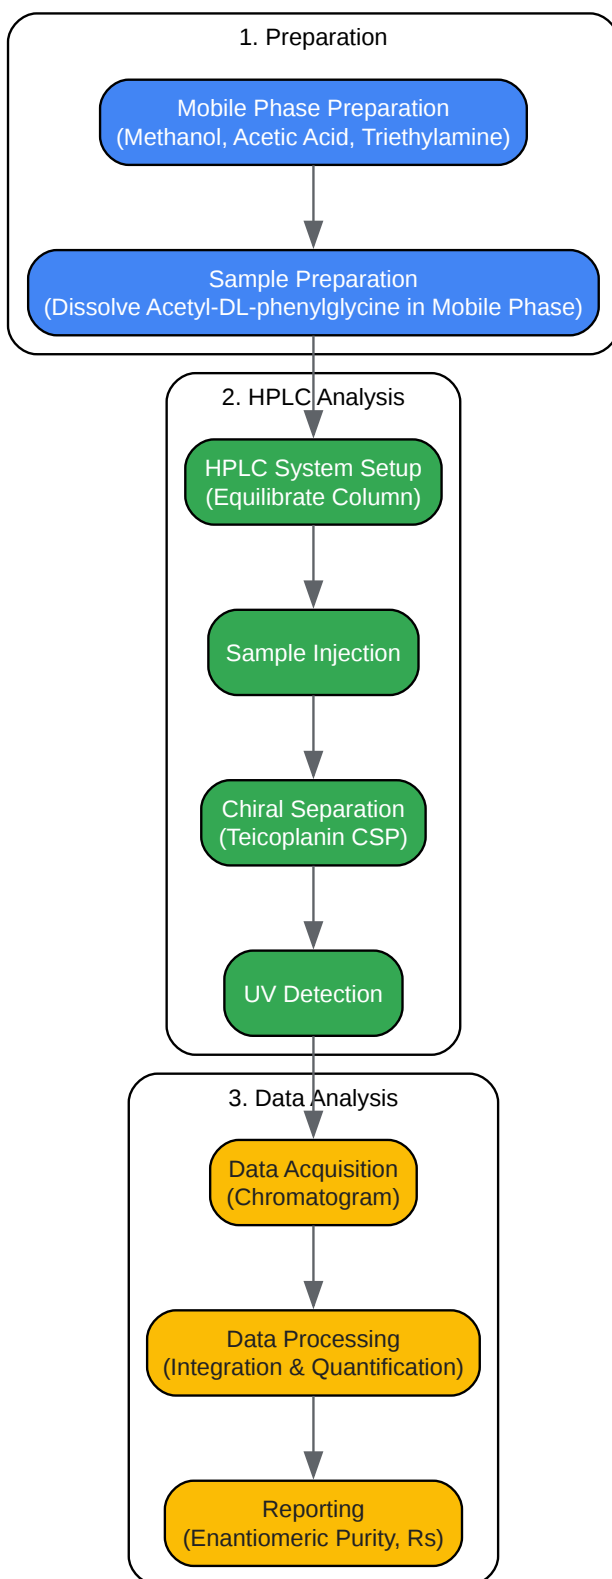 1. Preparation
Mobile Phase Preparation
(Methanol, Acetic Acid, Triethylamine)
Sample Preparation
(Dissolve Acetyl-DL-phenylglycine in Mobile Phase)
2. HPLC Analysis
HPLC System Setup
(Equilibrate Column)
Sample Injection
Chiral Separation
(Teicoplanin CSP)
UV Detection
3. Data Analysis
Data Acquisition
(Chromatogram)
Data Processing
(Integration & Quantification)
Reporting
(Enantiomeric Purity, Rs)